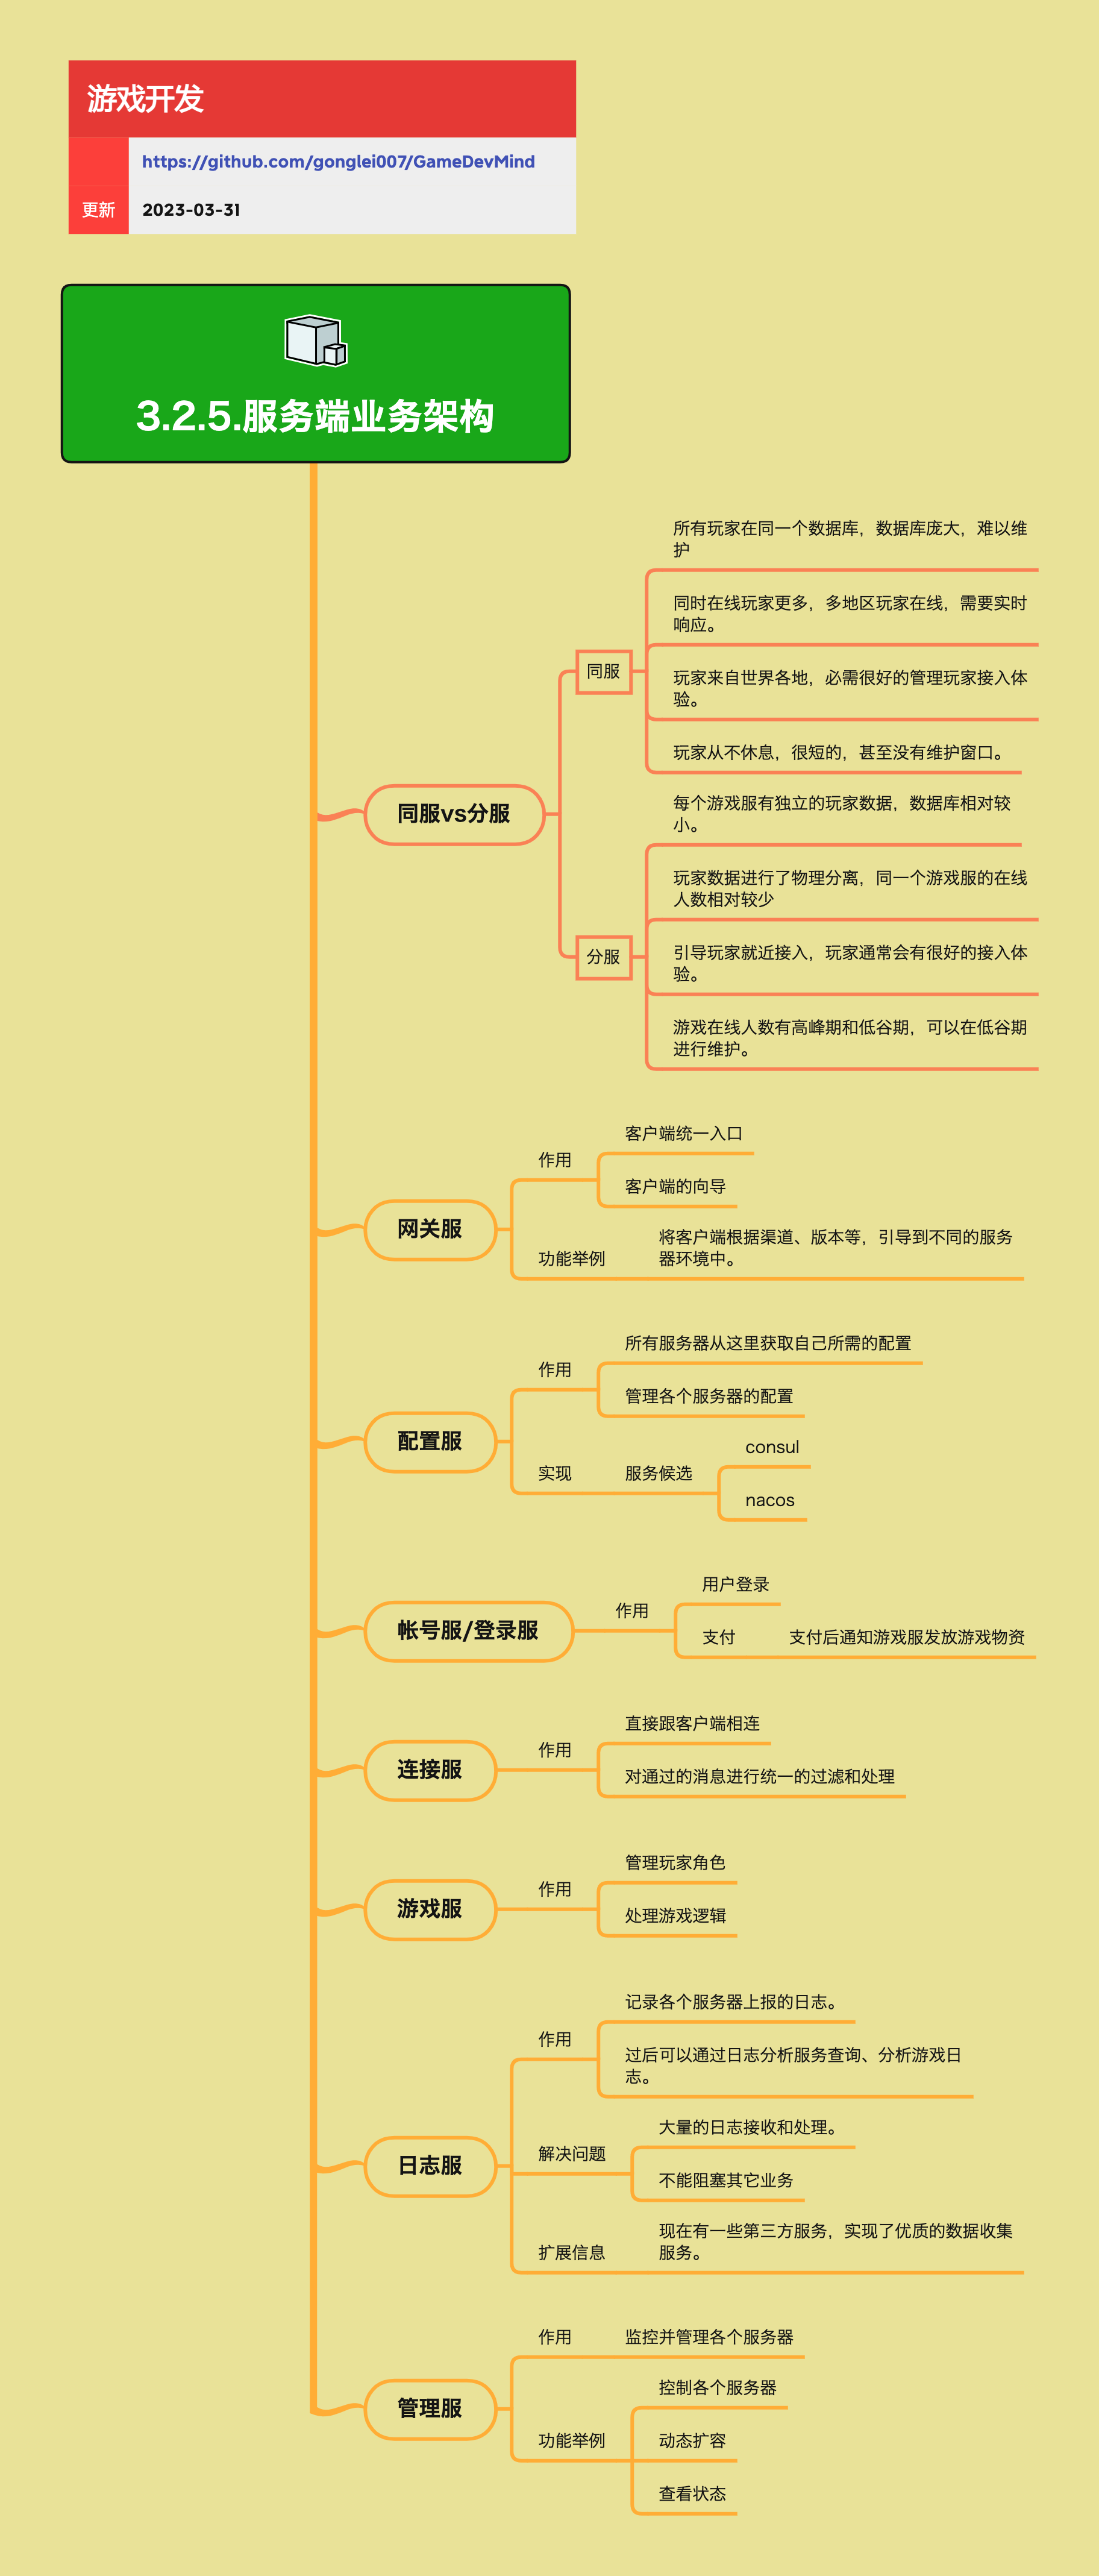 游戏开发
https://github.com/gonglei007/GameDevMind
更新
2023-03-31
3.2.5.服务端业务架构
同服vs分服
同服
所有玩家在同一个数据库，数据库庞大，难以维
护
同时在线玩家更多，多地区玩家在线，需要实时
响应。
玩家来自世界各地，必需很好的管理玩家接入体
验。
玩家从不休息，很短的，甚至没有维护窗口。
分服
每个游戏服有独立的玩家数据，数据库相对较
小。
玩家数据进行了物理分离，同一个游戏服的在线
人数相对较少
引导玩家就近接入，玩家通常会有很好的接入体
验。
游戏在线人数有高峰期和低谷期，可以在低谷期
进行维护。
网关服
作用
客户端统一入口
客户端的向导
功能举例
将客户端根据渠道、版本等，引导到不同的服务
器环境中。
配置服
作用
所有服务器从这里获取自己所需的配置
管理各个服务器的配置
实现
服务候选
consul
nacos
帐号服/登录服
作用
用户登录
支付
支付后通知游戏服发放游戏物资
连接服
作用
直接跟客户端相连
对通过的消息进行统一的过滤和处理
游戏服
作用
管理玩家角色
处理游戏逻辑
日志服
作用
记录各个服务器上报的日志。
过后可以通过日志分析服务查询、分析游戏日
志。
解决问题
大量的日志接收和处理。
不能阻塞其它业务
扩展信息
现在有一些第三方服务，实现了优质的数据收集
服务。
管理服
作用
监控并管理各个服务器
功能举例
控制各个服务器
动态扩容
查看状态